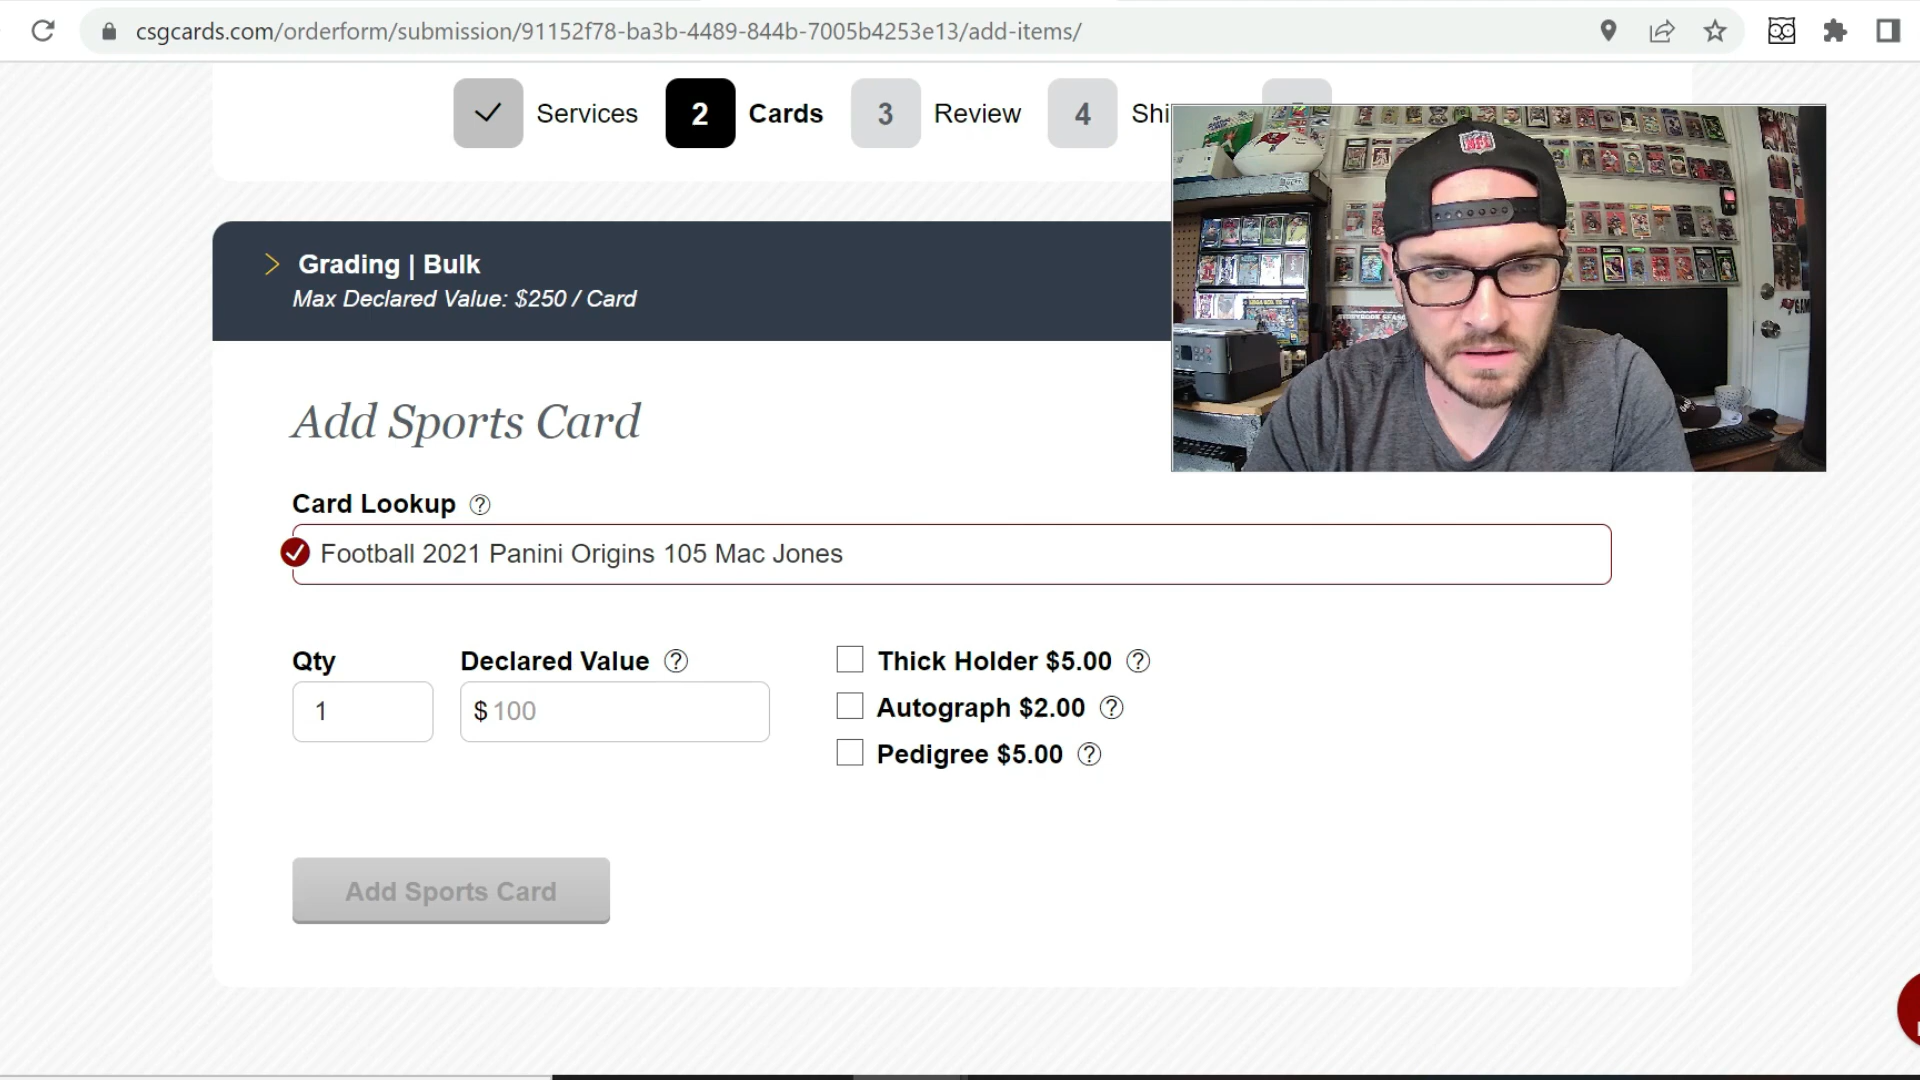 csgcards.com/orderform/submission/91152f78-ba3b-4489-844b-7005b4253e13/add-items/
✓ Services 2 Cards 3 Review 4 Shi
Grading | Bulk
Max Declared Value: $250 / Card
Add Sports Card
Card Lookup ?
Football 2021 Panini Origins 105 Mac Jones
Qty
1
Declared Value ?
$ 100
Thick Holder $5.00 ?
Autograph $2.00 ?
Pedigree $5.00 ?
Add Sports Card
NFL